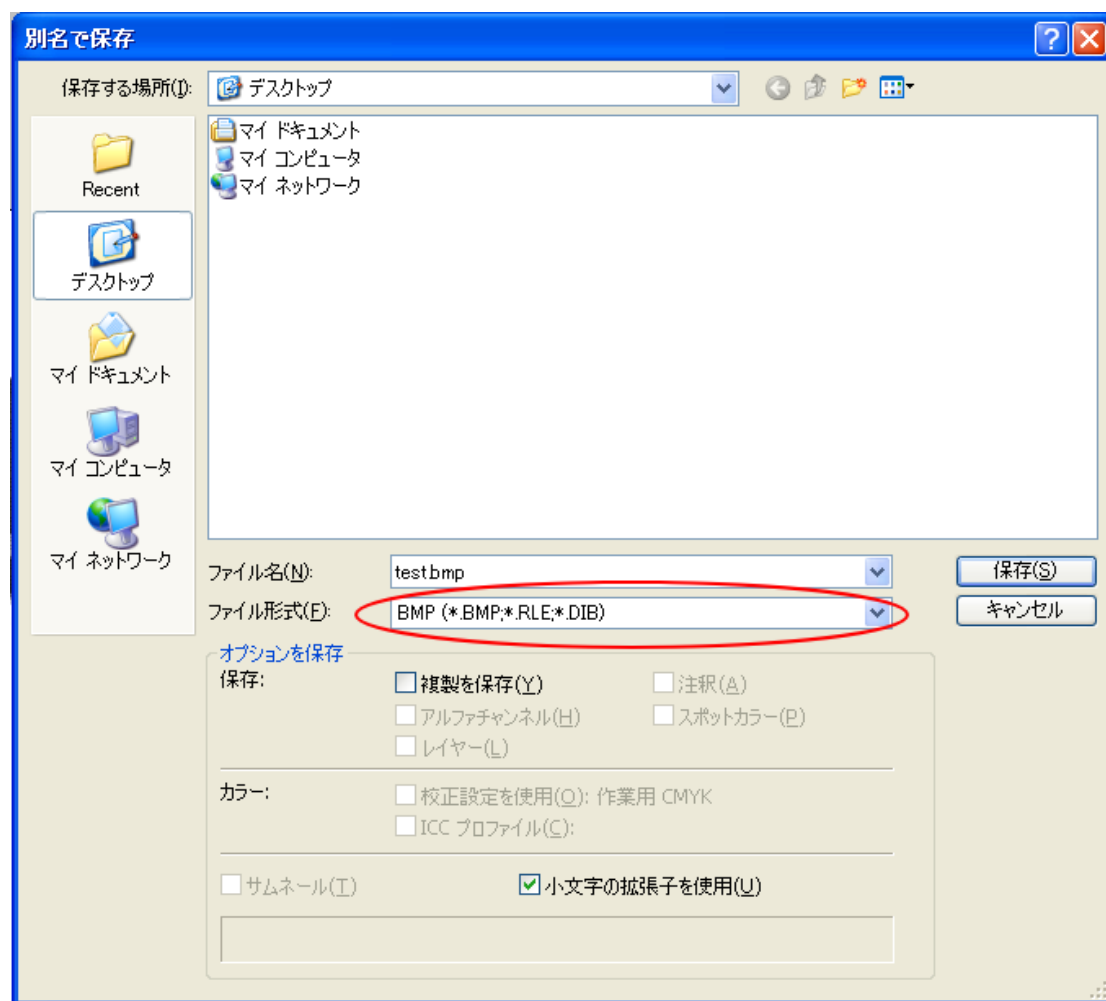 別名で保存
保存する場所(I): デスクトップ
マイ ドキュメント
マイ コンピュータ
マイ ネットワーク
Recent
デスクトップ
マイ ドキュメント
マイ コンピュータ
マイ ネットワーク
ファイル名(N): test.bmp 保存(S)
ファイル形式(F): BMP (*.BMP;*.RLE;*.DIB) キャンセル
オプションを保存
保存: 複製を保存(Y) 注釈(A)
アルファチャンネル(H) スポットカラー(P)
レイヤー(L)
カラー: 校正設定を使用(O): 作業用 CMYK
ICC プロファイル(C):
サムネール(T) 小文字の拡張子を使用(U)